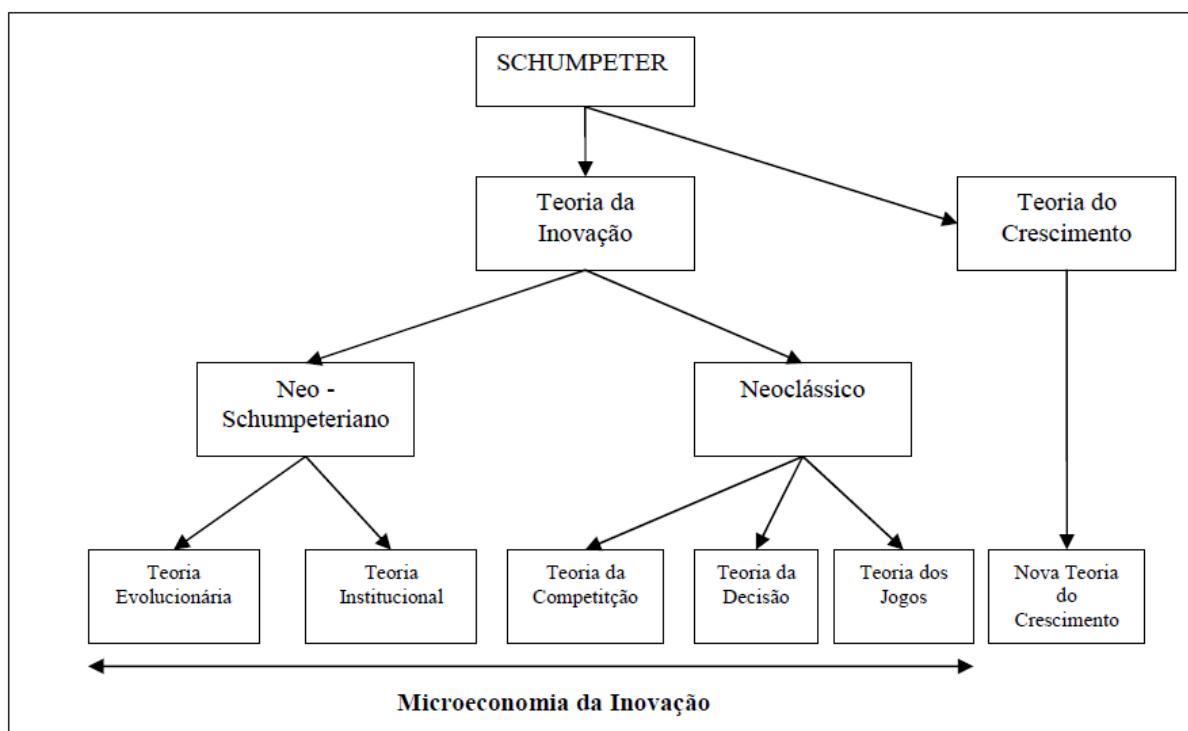 SCHUMPETER
Teoria da
Inovação
Teoria do
Crescimento
Neo -
Schumpeteriano
Neoclássico
Teoria
Evolucionária
Teoria
Institucional
Teoria da
Competitção
Teoria da
Decisão
Teoria dos
Jogos
Nova Teoria
do
Crescimento
Microeconomia da Inovação